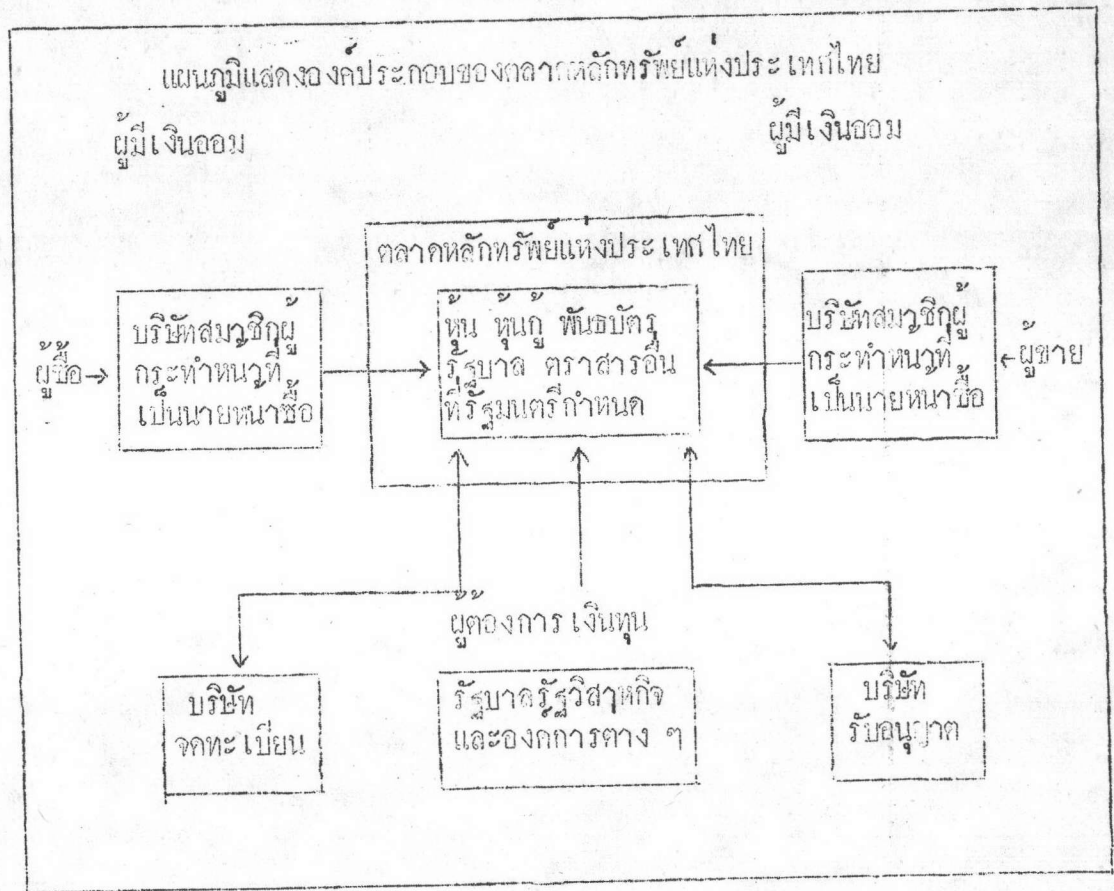 แผนภูมิแสดงองค์ประกอบของตลาดหลักทรัพย์แห่งประเทศไทย
ผู้มีเงินออม
ผู้มีเงินออม
ตลาดหลักทรัพย์แห่งประเทศไทย
ผู้ซื้อ→
บริษัทสมาชิกผู้
กระทำหน้าที่
เป็นนายหน้าซื้อ
หุ้น หุ้นกู้ พันธบัตร
รัฐบาล ตราสารอื่น
ที่รัฐมนตรีกำหนด
บริษัทสมาชิกผู้
กระทำหน้าที่
เป็นนายหน้าซื้อ
←ผู้ขาย
ผู้ต้องการเงินทุน
บริษัท
จดทะเบียน
รัฐบาลรัฐวิสาหกิจ
และองค์การต่าง ๆ
บริษัท
รับอนุญาต